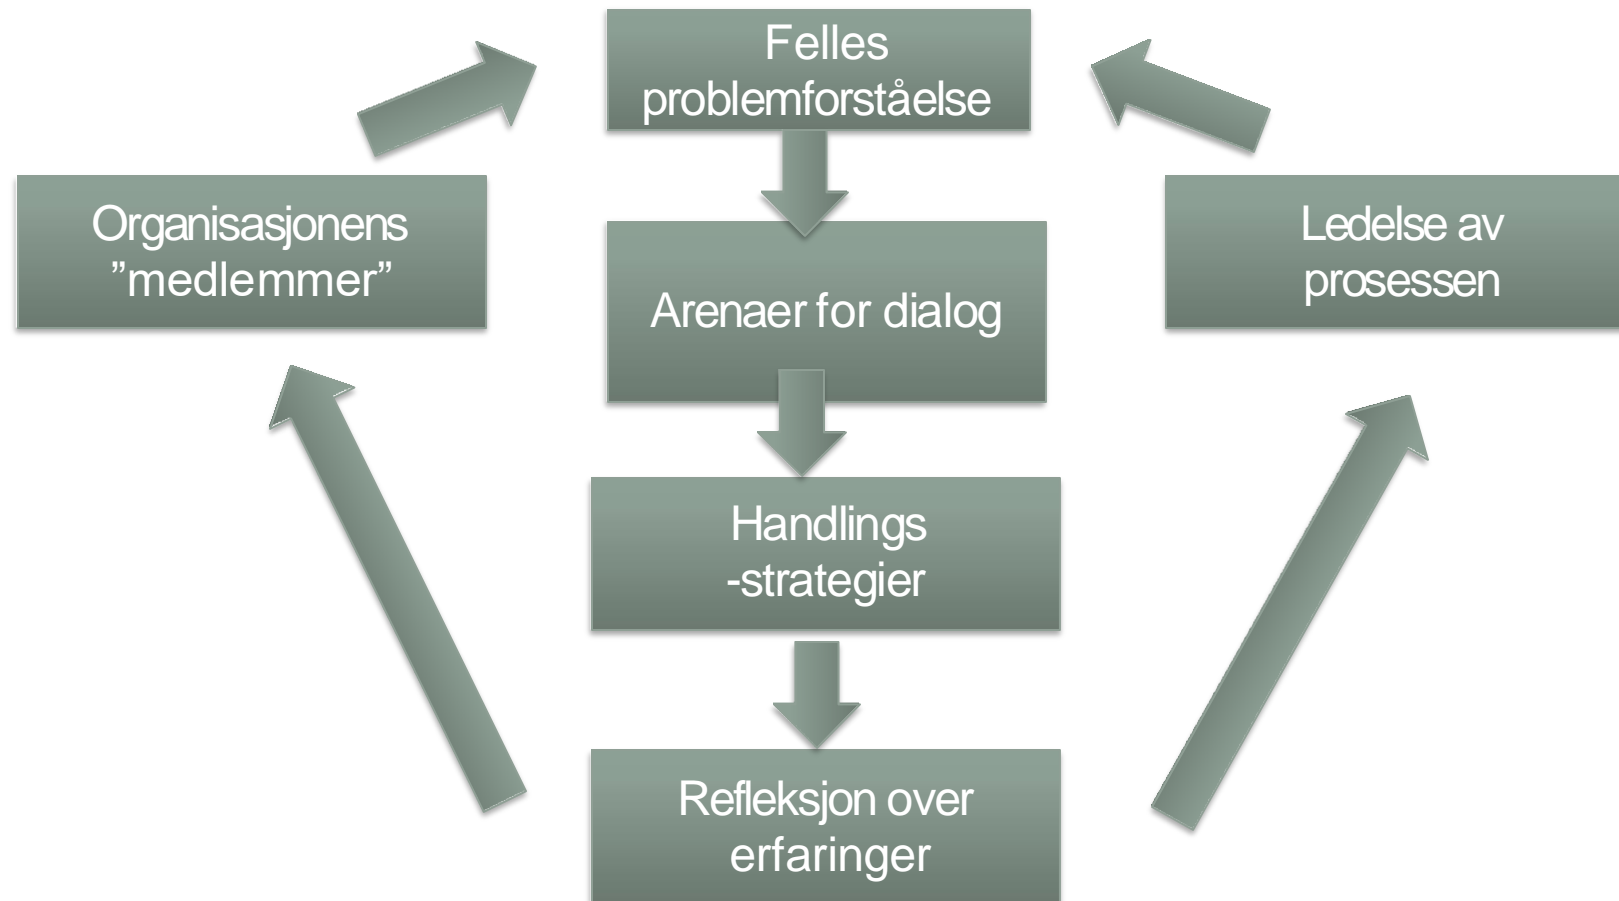 Felles
problemforståelse
Organisasjonens
”medlemmer”
Ledelse av
prosessen
Arenaer for dialog
Handlings
-strategier
Refleksjon over
erfaringer